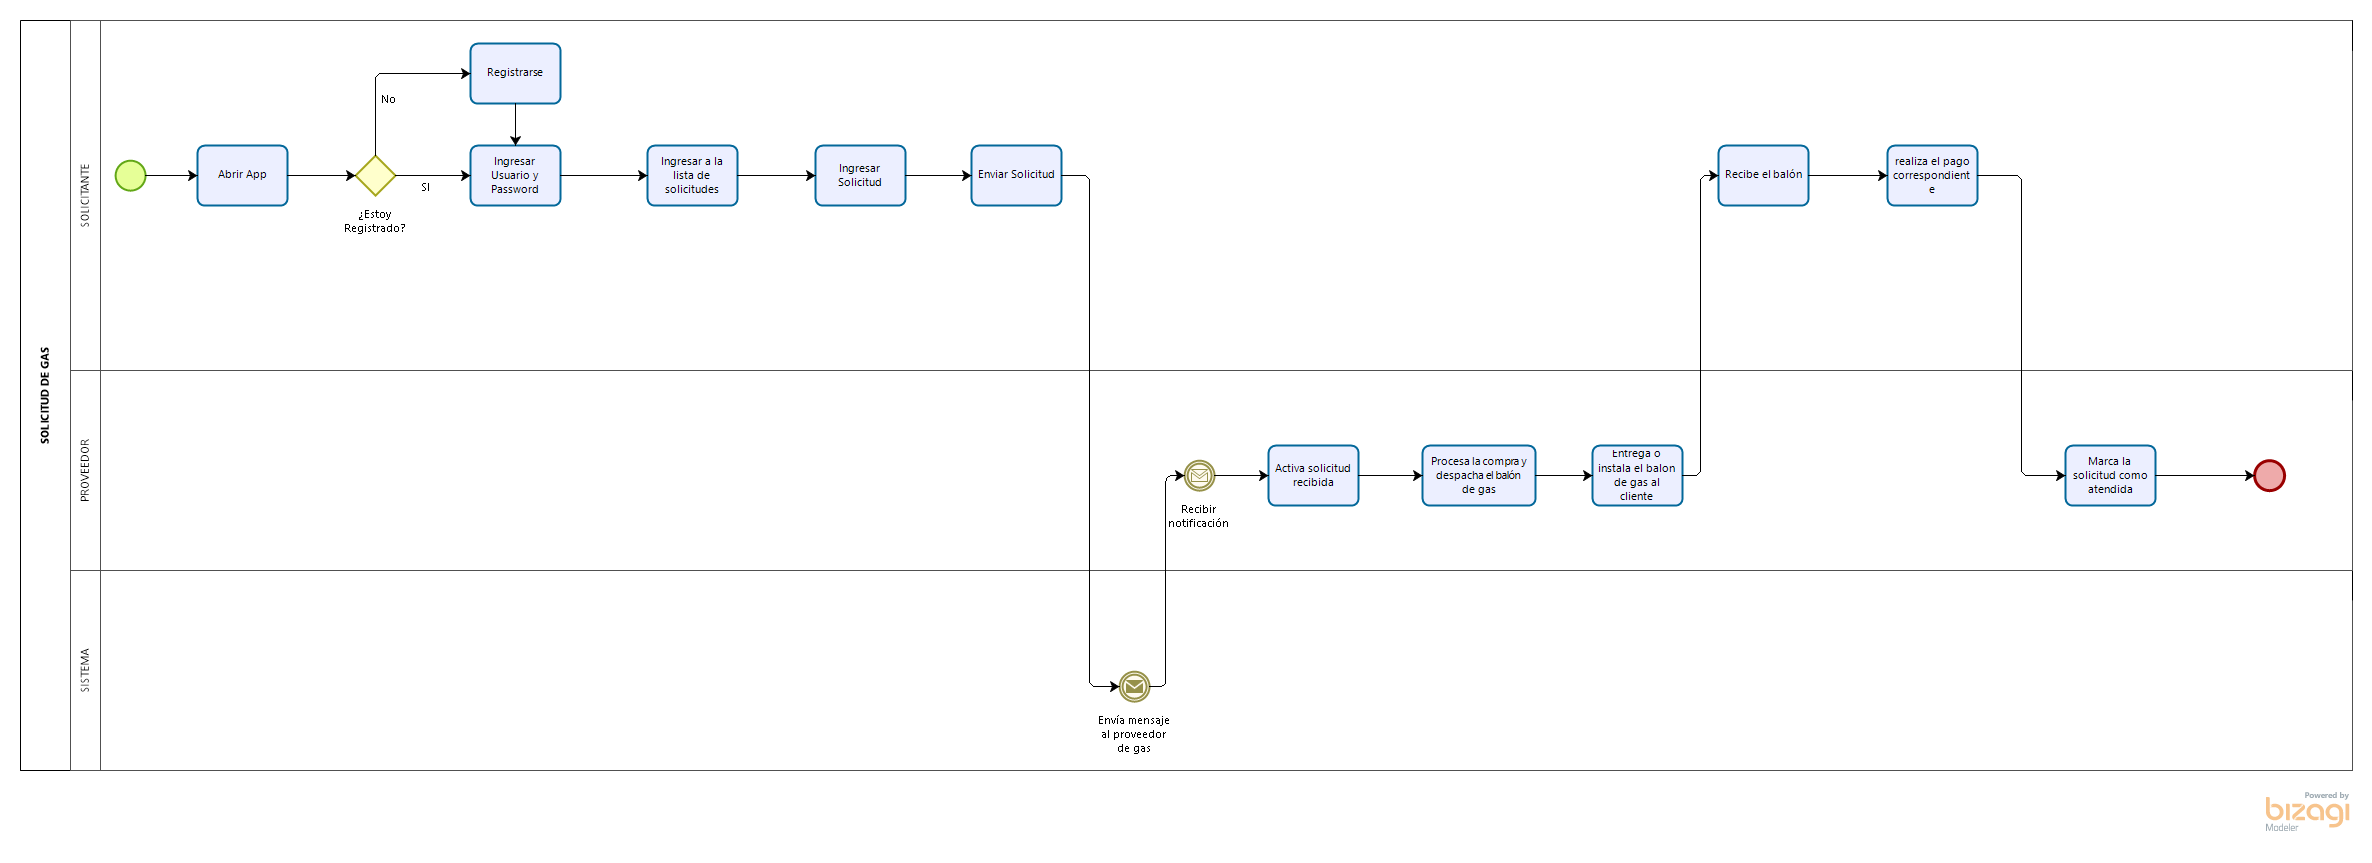 SOLICITUD DE GAS
SOLICITANTE
Abrir App
¿Estoy
Registrado?
No
SI
Registrarse
Ingresar
Usuario y
Password
Ingresar a la
lista de
solicitudes
Ingresar
Solicitud
Enviar Solicitud
Recibe el balón
realiza el pago
correspondient
e
PROVEEDOR
Recibir
notificación
Activa solicitud
recibida
Procesa la compra y
despacha el balón
de gas
Entrega o
instala el balon
de gas al
cliente
Marca la
solicitud como
atendida
SISTEMA
Envía mensaje
al proveedor
de gas
Powered by
bizagi
Modeler